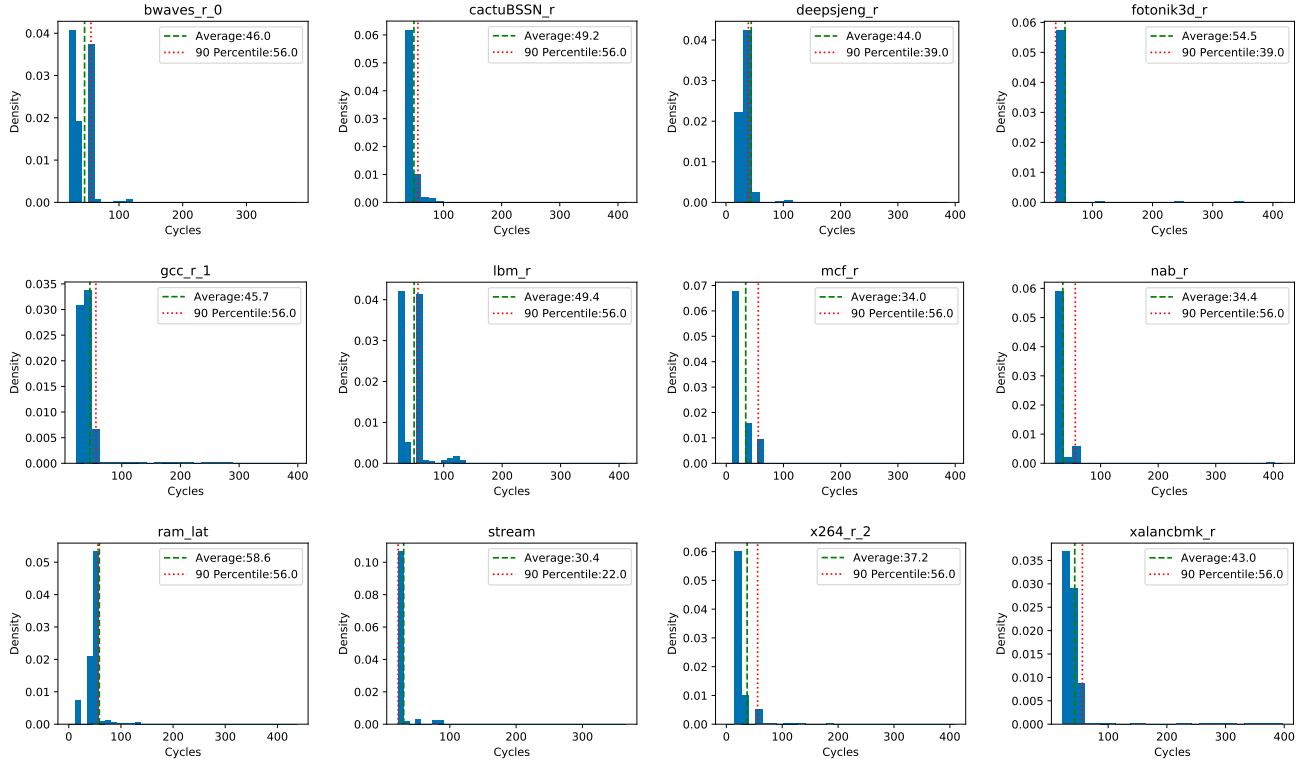 bwaves_r_0
Average:46.0
90 Percentile:56.0
0.04
0.03
0.02
0.01
0.00
Density
100
200
300
Cycles
cactuBSSN_r
Average:49.2
90 Percentile:56.0
0.06
0.05
0.04
0.03
0.02
0.01
0.00
Density
100
200
300
400
Cycles
deepsjeng_r
Average:44.0
90 Percentile:39.0
0.04
0.03
0.02
0.01
0.00
Density
0
100
200
300
400
Cycles
fotonik3d_r
Average:54.5
90 Percentile:39.0
0.06
0.05
0.04
0.03
0.02
0.01
0.00
Density
100
200
300
400
Cycles
gcc_r_1
Average:45.7
90 Percentile:56.0
0.035
0.030
0.025
0.020
0.015
0.010
0.005
0.000
Density
100
200
300
400
Cycles
lbm_r
Average:49.4
90 Percentile:56.0
0.04
0.03
0.02
0.01
0.00
Density
100
200
300
400
Cycles
mcf_r
Average:34.0
90 Percentile:56.0
0.07
0.06
0.05
0.04
0.03
0.02
0.01
0.00
Density
0
100
200
300
400
Cycles
nab_r
Average:34.4
90 Percentile:56.0
0.06
0.05
0.04
0.03
0.02
0.01
0.00
Density
100
200
300
400
Cycles
ram_lat
Average:58.6
90 Percentile:56.0
0.05
0.04
0.03
0.02
0.01
0.00
Density
0
100
200
300
400
Cycles
stream
Average:30.4
90 Percentile:22.0
0.10
0.08
0.06
0.04
0.02
0.00
Density
100
200
300
Cycles
x264_r_2
Average:37.2
90 Percentile:56.0
0.06
0.05
0.04
0.03
0.02
0.01
0.00
Density
0
100
200
300
400
Cycles
xalancbmk_r
Average:43.0
90 Percentile:56.0
0.035
0.030
0.025
0.020
0.015
0.010
0.005
0.000
Density
100
200
300
400
Cycles